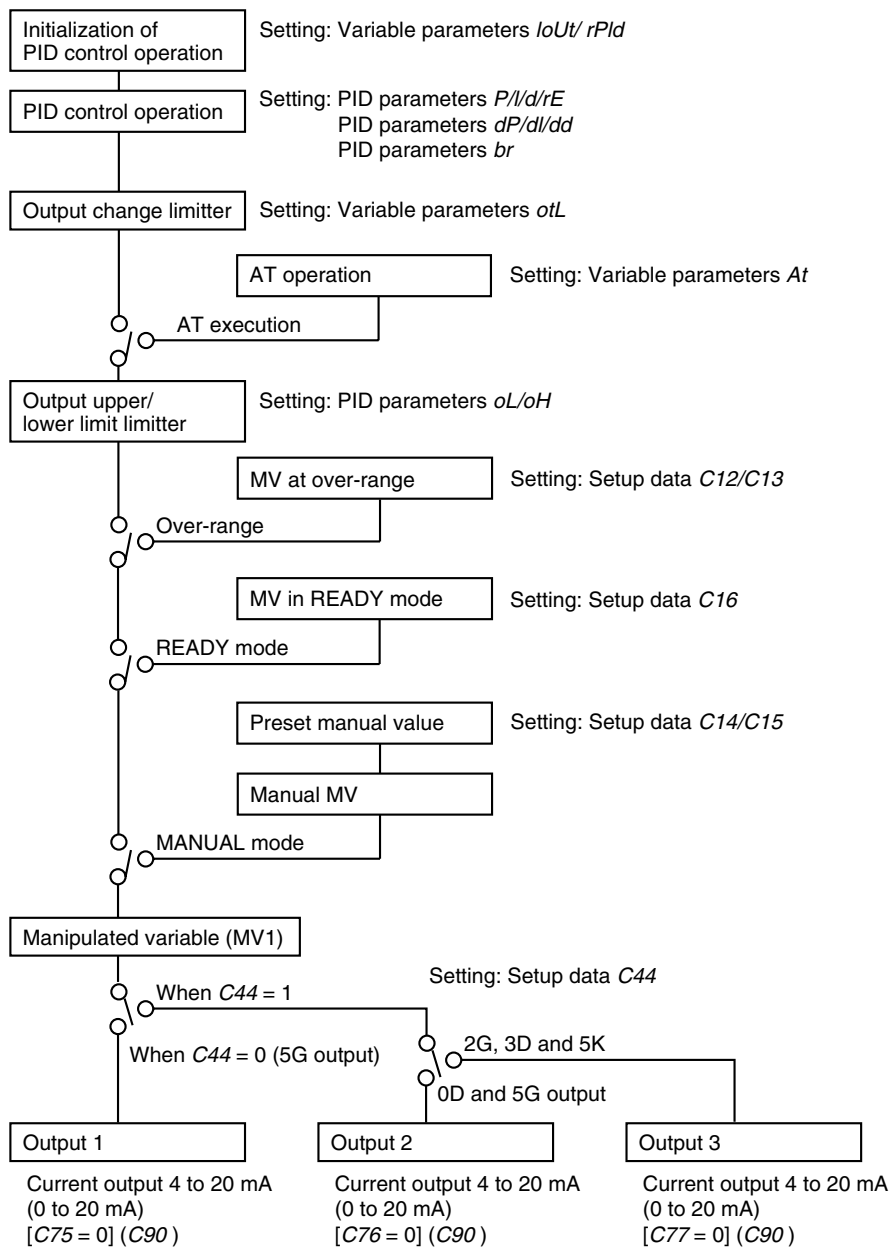 Initialization of
PID control operation
Setting: Variable parameters IoUt/ rPId
PID control operation
Setting: PID parameters P/I/d/rE
PID parameters dP/dI/dd
PID parameters br
Output change limitter
Setting: Variable parameters otL
AT operation
Setting: Variable parameters At
AT execution
Output upper/
lower limit limitter
Setting: PID parameters oL/oH
MV at over-range
Setting: Setup data C12/C13
Over-range
MV in READY mode
Setting: Setup data C16
READY mode
Preset manual value
Setting: Setup data C14/C15
Manual MV
MANUAL mode
Manipulated variable (MV1)
Setting: Setup data C44
When C44 = 1
When C44 = 0 (5G output)
2G, 3D and 5K
0D and 5G output
Output 1
Current output 4 to 20 mA
(0 to 20 mA)
[C75 = 0] (C90 )
Output 2
Current output 4 to 20 mA
(0 to 20 mA)
[C76 = 0] (C90 )
Output 3
Current output 4 to 20 mA
(0 to 20 mA)
[C77 = 0] (C90 )